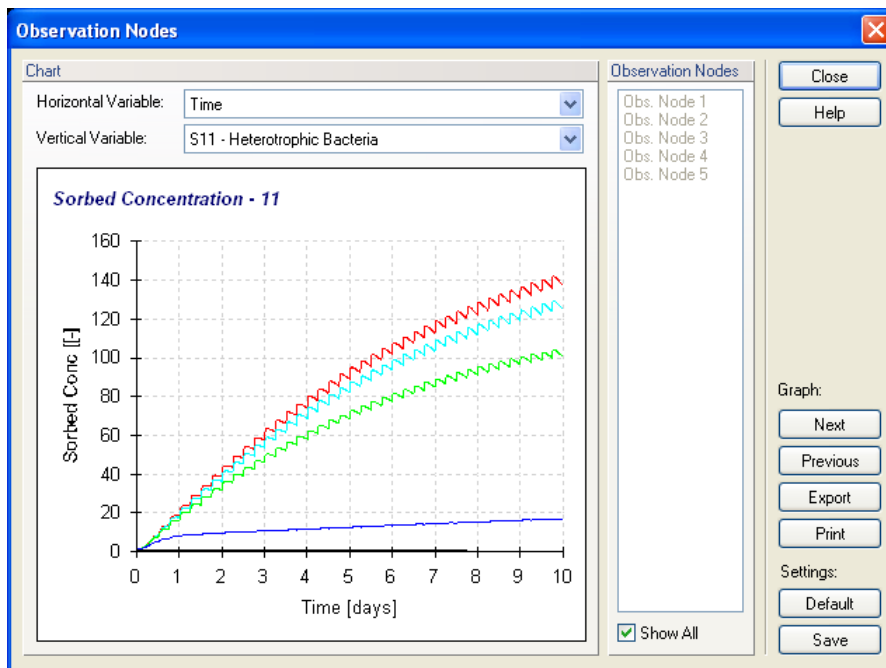 Observation Nodes
Chart
Horizontal Variable:
Time
Vertical Variable:
S11 - Heterotrophic Bacteria
Sorbed Concentration - 11
160
140
120
100
80
60
40
20
0
Sorbed Conc [[-]
0 1 2 3 4 5 6 7 8 9 10
Time [days]
Observation Nodes
Obs. Node 1
Obs. Node 2
Obs. Node 3
Obs. Node 4
Obs. Node 5
Show All
Close
Help
Graph:
Next
Previous
Export
Print
Settings:
Default
Save